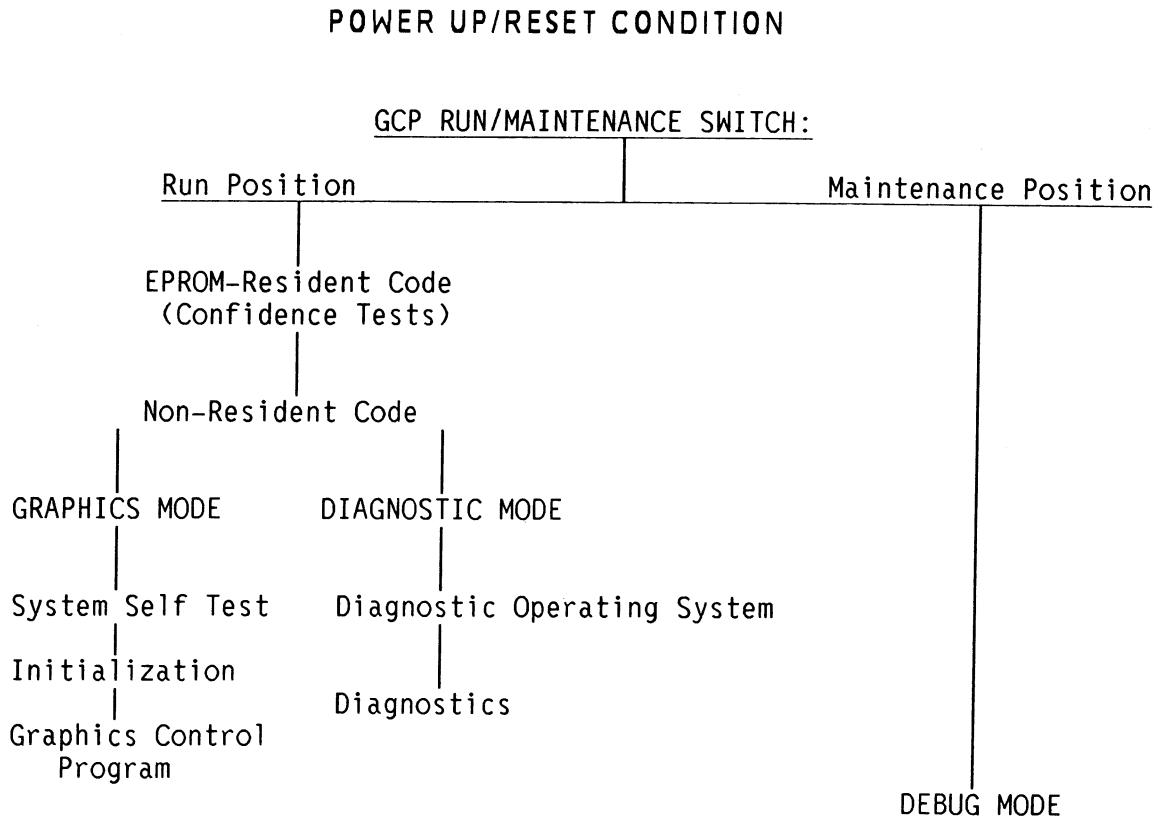 POWER UP/RESET CONDITION
GCP RUN/MAINTENANCE SWITCH:
Run Position
Maintenance Position
EPROM-Resident Code
(Confidence Tests)
Non-Resident Code
GRAPHICS MODE
DIAGNOSTIC MODE
System Self Test
Diagnostic Operating System
Initialization
Diagnostics
Graphics Control
Program
DEBUG MODE